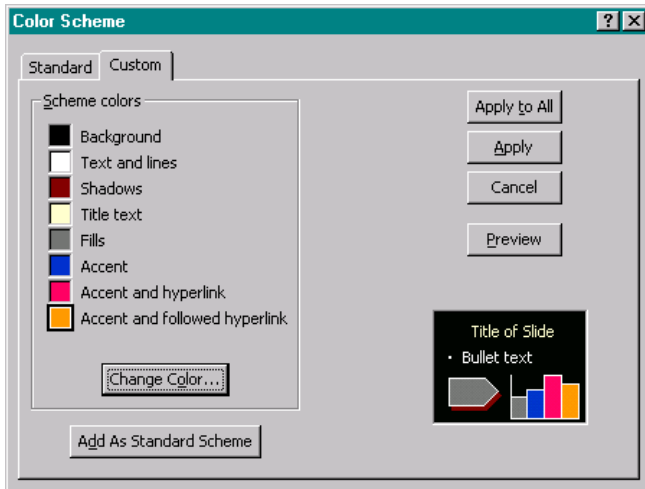 Color Scheme
Standard Custom
Scheme colors
Background
Text and lines
Shadows
Title text
Fills
Accent
Accent and hyperlink
Accent and followed hyperlink
Change Color...
Add As Standard Scheme
Apply to All
Apply
Cancel
Preview
Title of Slide
• Bullet text